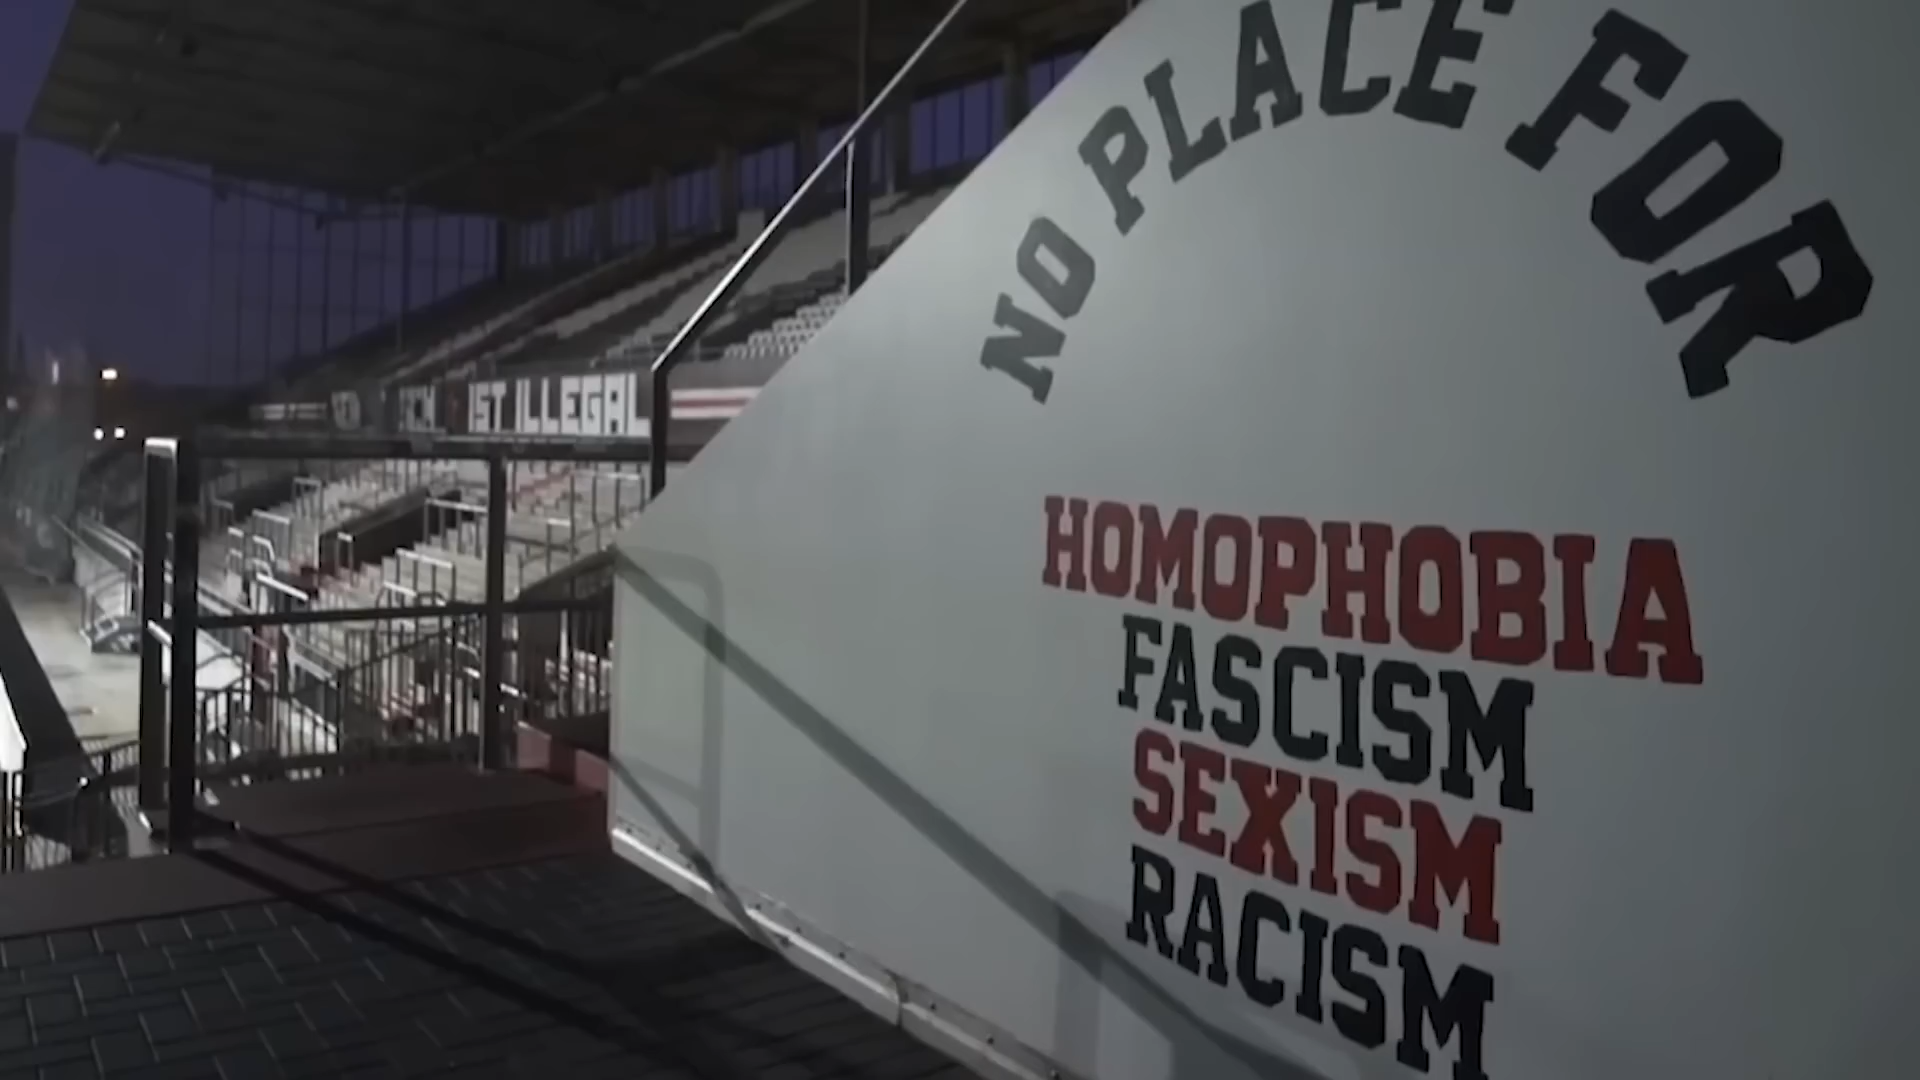 NO PLACE FOR
HOMOPHOBIA
FASCISM
SEXISM
RACISM
IST ILLEGAL